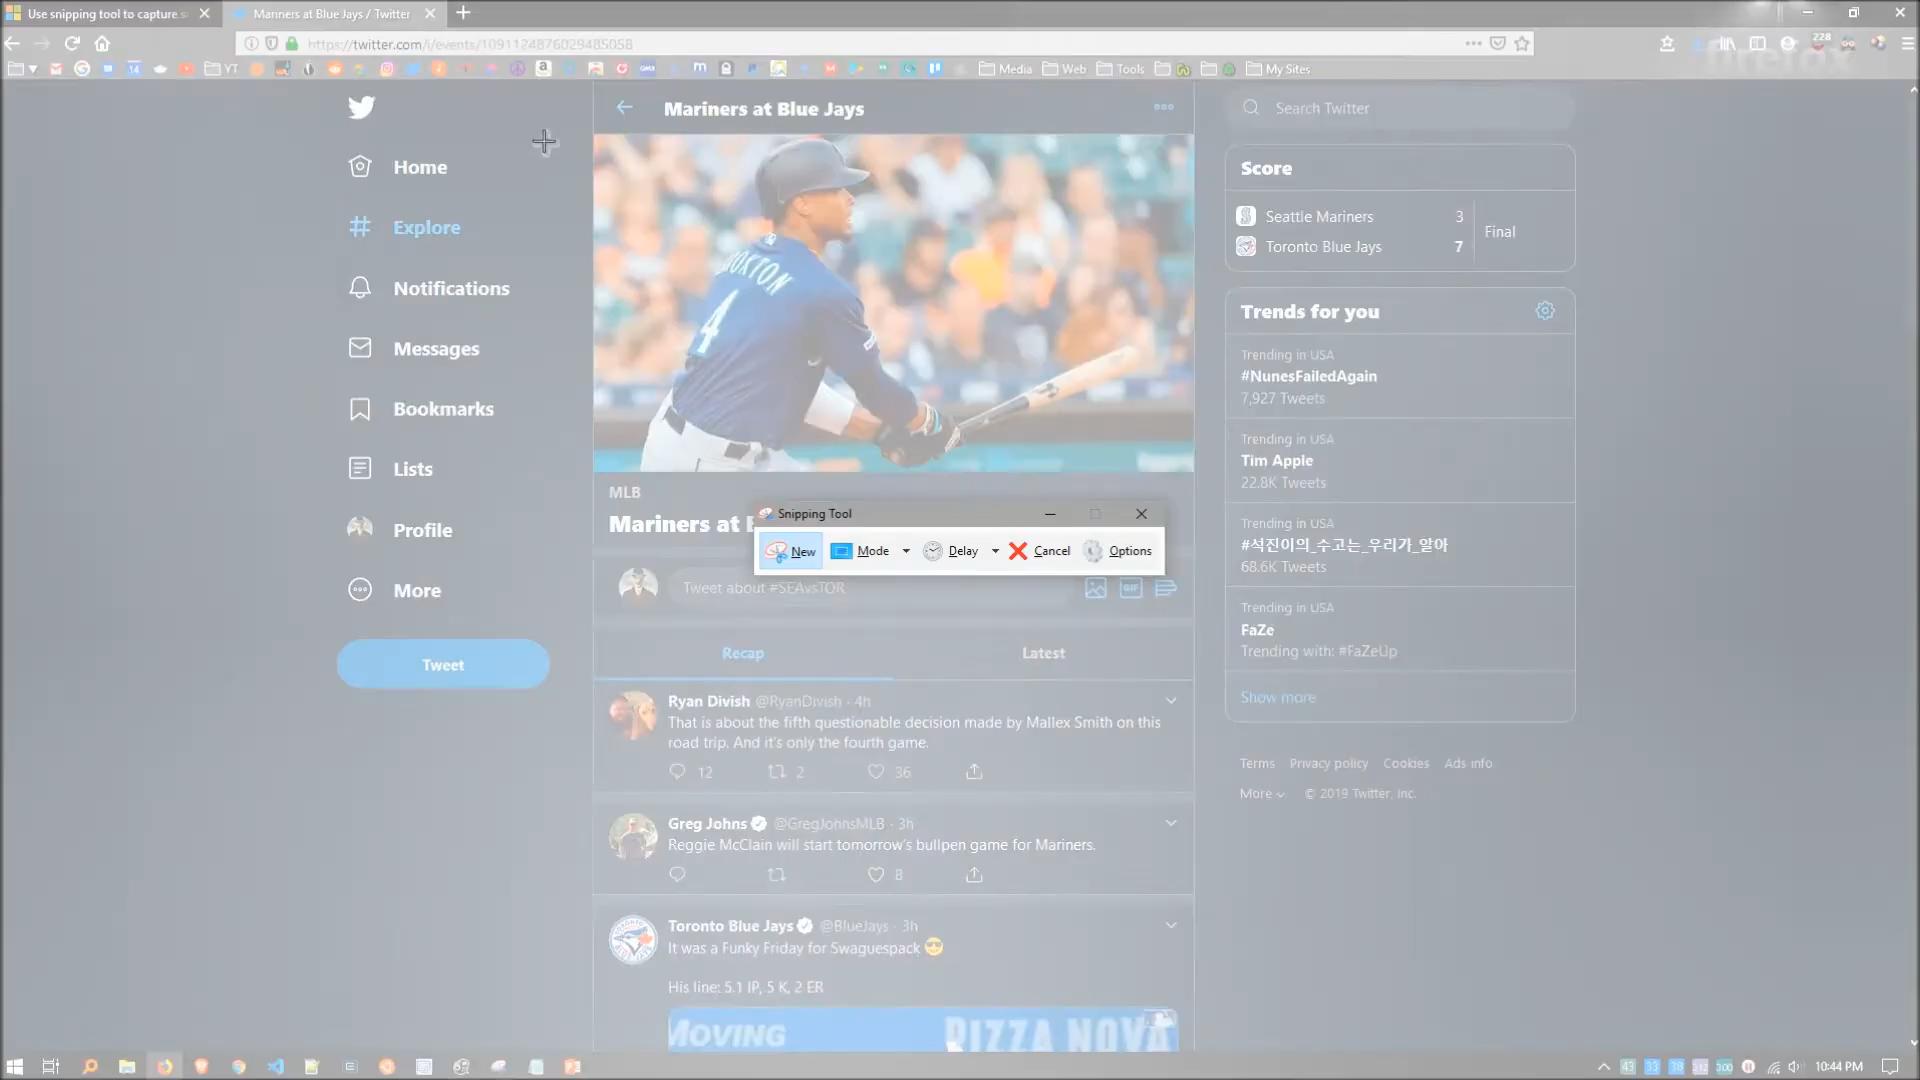 Use snipping tool to capture
Mariners at Blue Jays / Twitter
https://twitter.com/i/events/1091124876029485058
228
14
YT
Media
Web
Tools
My Sites
Mariners at Blue Jays
Search Twitter
Home
Explore
Notifications
Messages
Bookmarks
Lists
Profile
More
Tweet
4
MLB
Mariners at
Snipping Tool
New
Mode
Delay
Cancel
Options
Tweet about #SEAvsTOR
GIF
Recap
Latest
Ryan Divish @RyanDivish · 4h
That is about the fifth questionable decision made by Mallex Smith on this
road trip. And it's only the fourth game.
12
2
36
Greg Johns @GregJohnsMLB · 3h
Reggie McClain will start tomorrow's bullpen game for Mariners.
8
Toronto Blue Jays @BlueJays · 3h
It was a Funky Friday for Swaguespack 😎
His line: 5.1 IP, 5 K, 2 ER
MOVING
PIZZA NOVA
Score
Seattle Mariners 3
Toronto Blue Jays 7
Final
Trends for you
Trending in USA
#NunesFailedAgain
7,927 Tweets
Trending in USA
Tim Apple
22.8K Tweets
Trending in USA
#석진이의_수고는_우리가_알아
68.6K Tweets
Trending in USA
FaZe
Trending with: #FaZeUp
Show more
Terms Privacy policy Cookies Ads info
More © 2019 Twitter, Inc.
10:44 PM